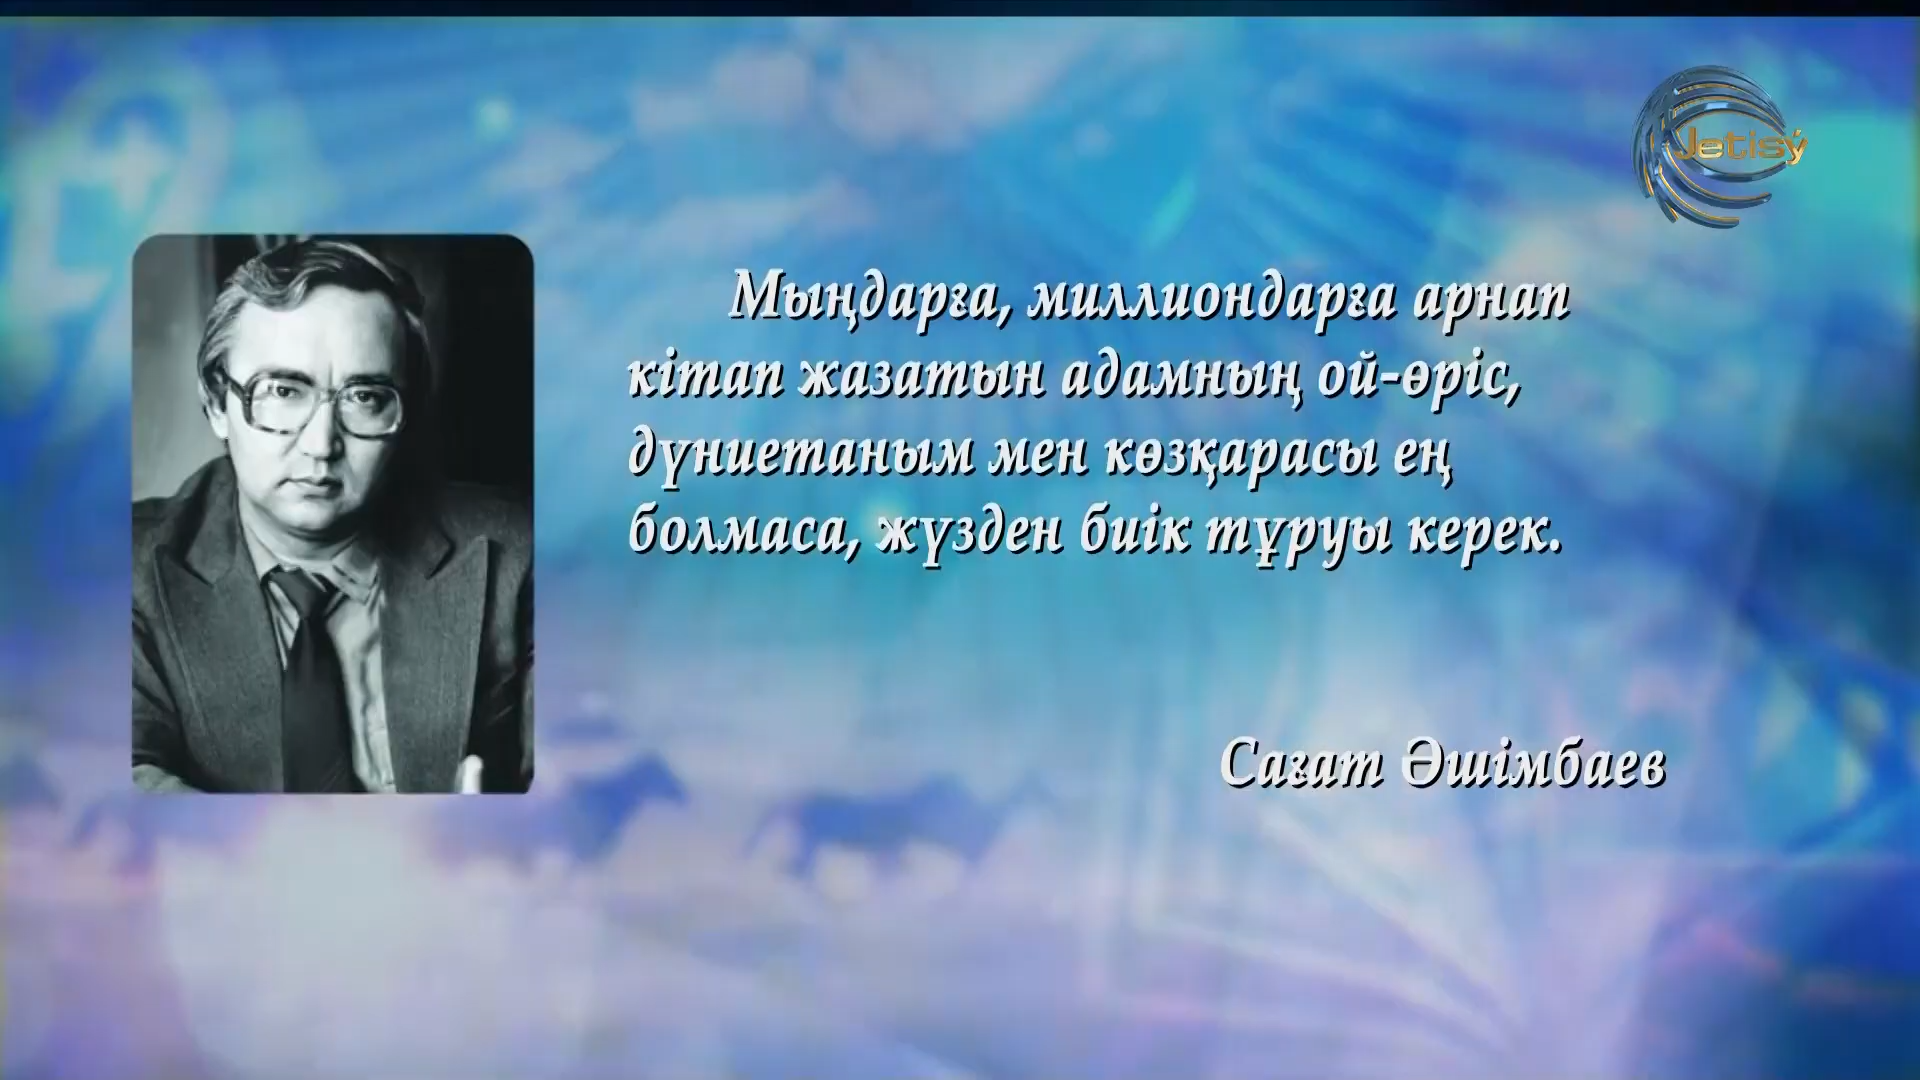 Jetisý
Мыңдарға, миллиондарға арнап
кітап жазатын адамның ой-өріс,
дүниетаным мен көзқарасы ең
болмаса, жүзден биік тұруы керек.
Сағат Әшімбаев